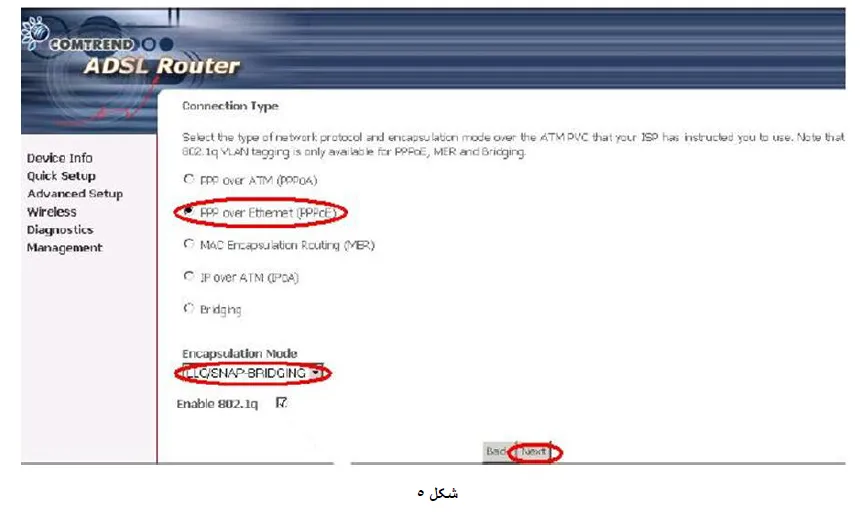 COMTREND
ADSL Router
Connection Type
Select the type of network protocol and encapsulation mode over the ATM PVC that your ISP has instructed you to use. Note that
802.1q VLAN tagging is only available for PPPoE, MER and Bridging.
Device Info
Quick Setup
Advanced Setup
Wireless
Diagnostics
Management
PPP over ATM (PPPoA)
PPP over Ethernet (PPPoE)
MAC Encapsulation Routing (MER)
IP over ATM (IPoA)
Bridging
Encapsulation Mode
LLC/SNAP-BRIDGING
Enable 802.1q
Back Next
شکل ۵